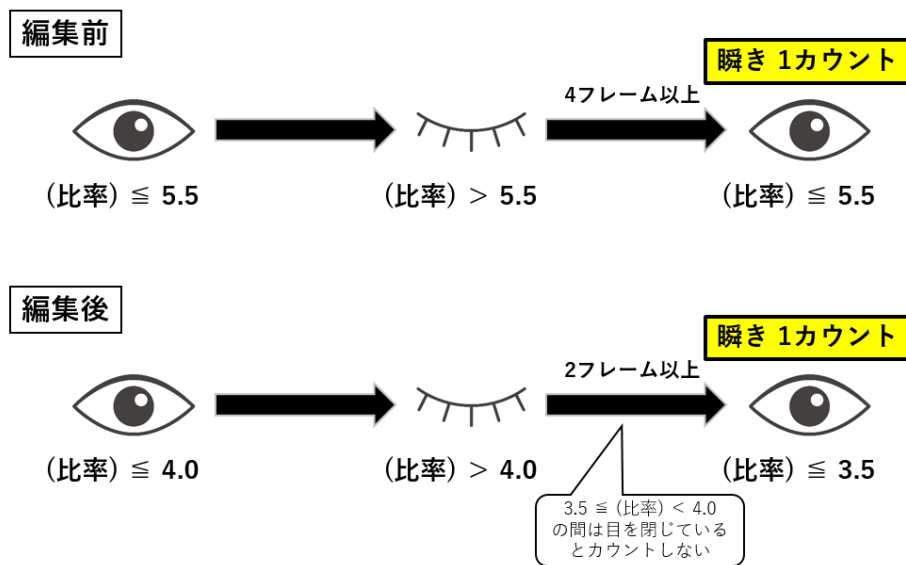 編集前
瞬き 1カウント
4フレーム以上
(比率) ≦ 5.5
(比率) > 5.5
(比率) ≦ 5.5
編集後
瞬き 1カウント
2フレーム以上
(比率) ≦ 4.0
(比率) > 4.0
(比率) ≦ 3.5
3.5 ≦ (比率) < 4.0
の間は目を閉じている
とカウントしない